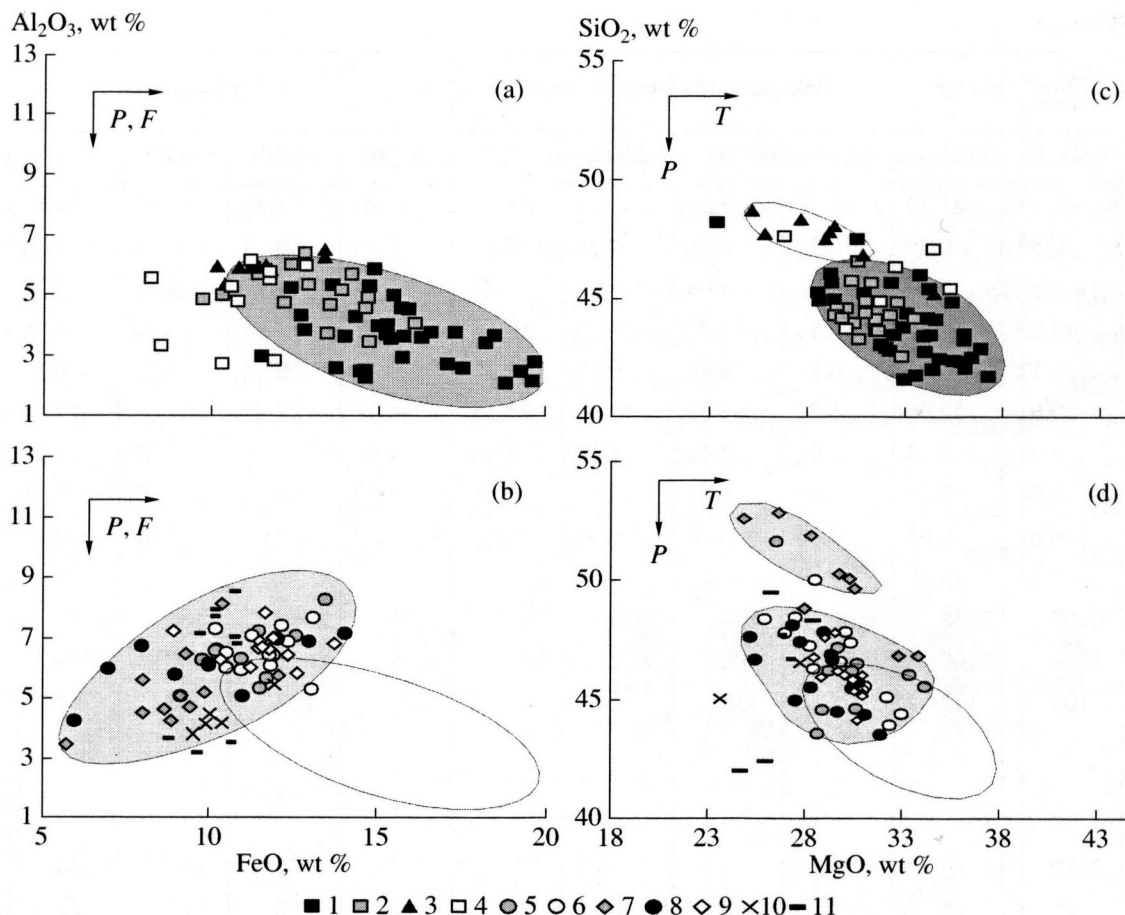 Al₂O₃, wt %
13
11
9
7
5
3
1
P, F
(a)
SiO₂, wt %
55
50
45
40
T
P
(c)
13
11
9
7
5
3
1
P, F
(b)
5 10 15 20
FeO, wt %
55
50
45
40
T
P
(d)
18 23 28 33 38 43
MgO, wt %
1 2 3 4 5 6 7 8 9 10 11